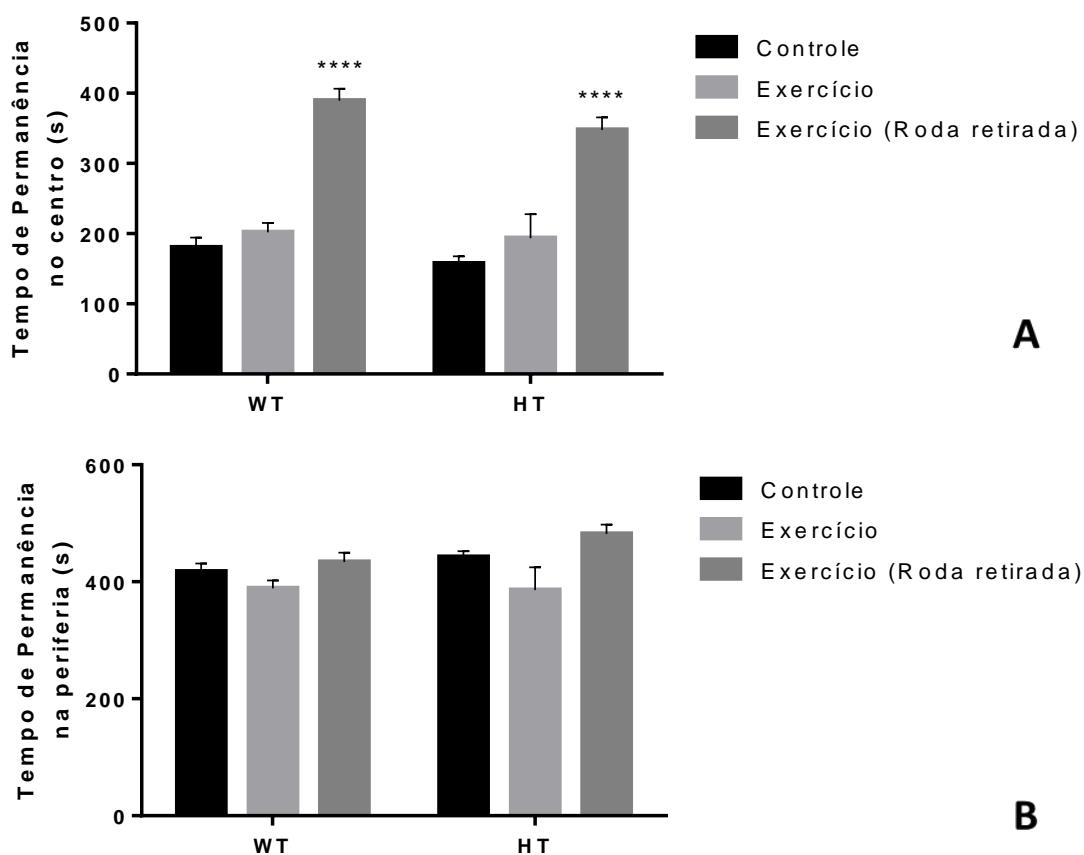 Tempo de Permanência
no centro (s)
500
400
300
200
100
0
****
****
WT
HT
Controle
Exercício
Exercício (Roda retirada)
A
Tempo de Permanência
na periferia (s)
600
400
200
0
WT
HT
Controle
Exercício
Exercício (Roda retirada)
B